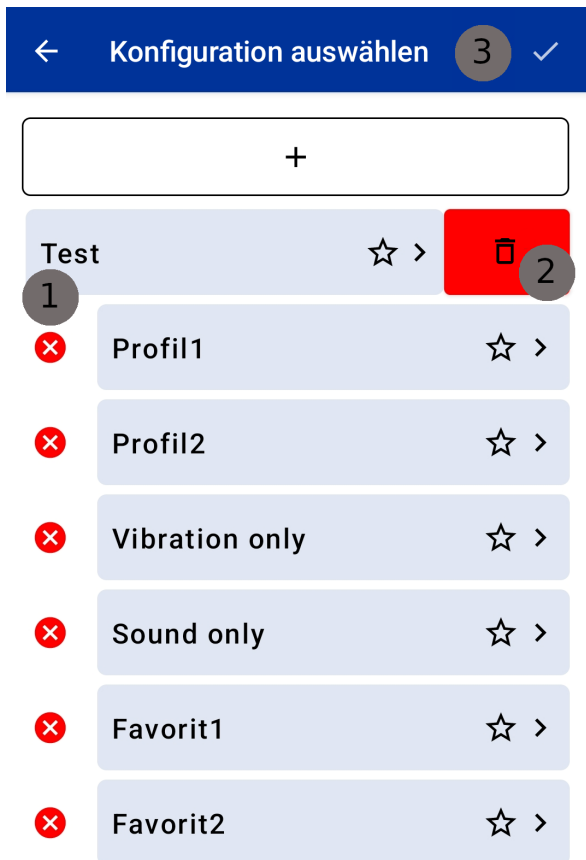 Konfiguration auswählen 3
+
Test
2
1
Profil1
Profil2
Vibration only
Sound only
Favorit1
Favorit2